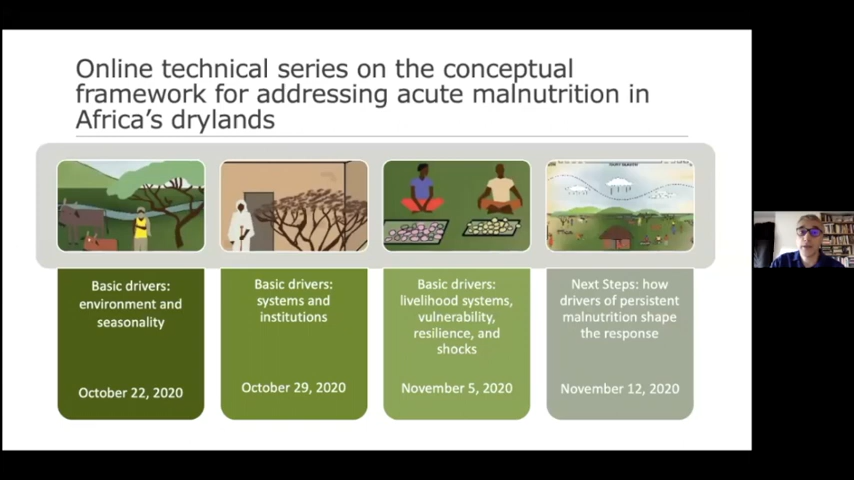 Online technical series on the conceptual
framework for addressing acute malnutrition in
Africa's drylands
Basic drivers:
environment and
seasonality
October 22, 2020
Basic drivers:
systems and
institutions
October 29, 2020
Basic drivers:
livelihood systems,
vulnerability,
resilience, and
shocks
November 5, 2020
Next Steps: how
drivers of persistent
malnutrition shape
the response
November 12, 2020